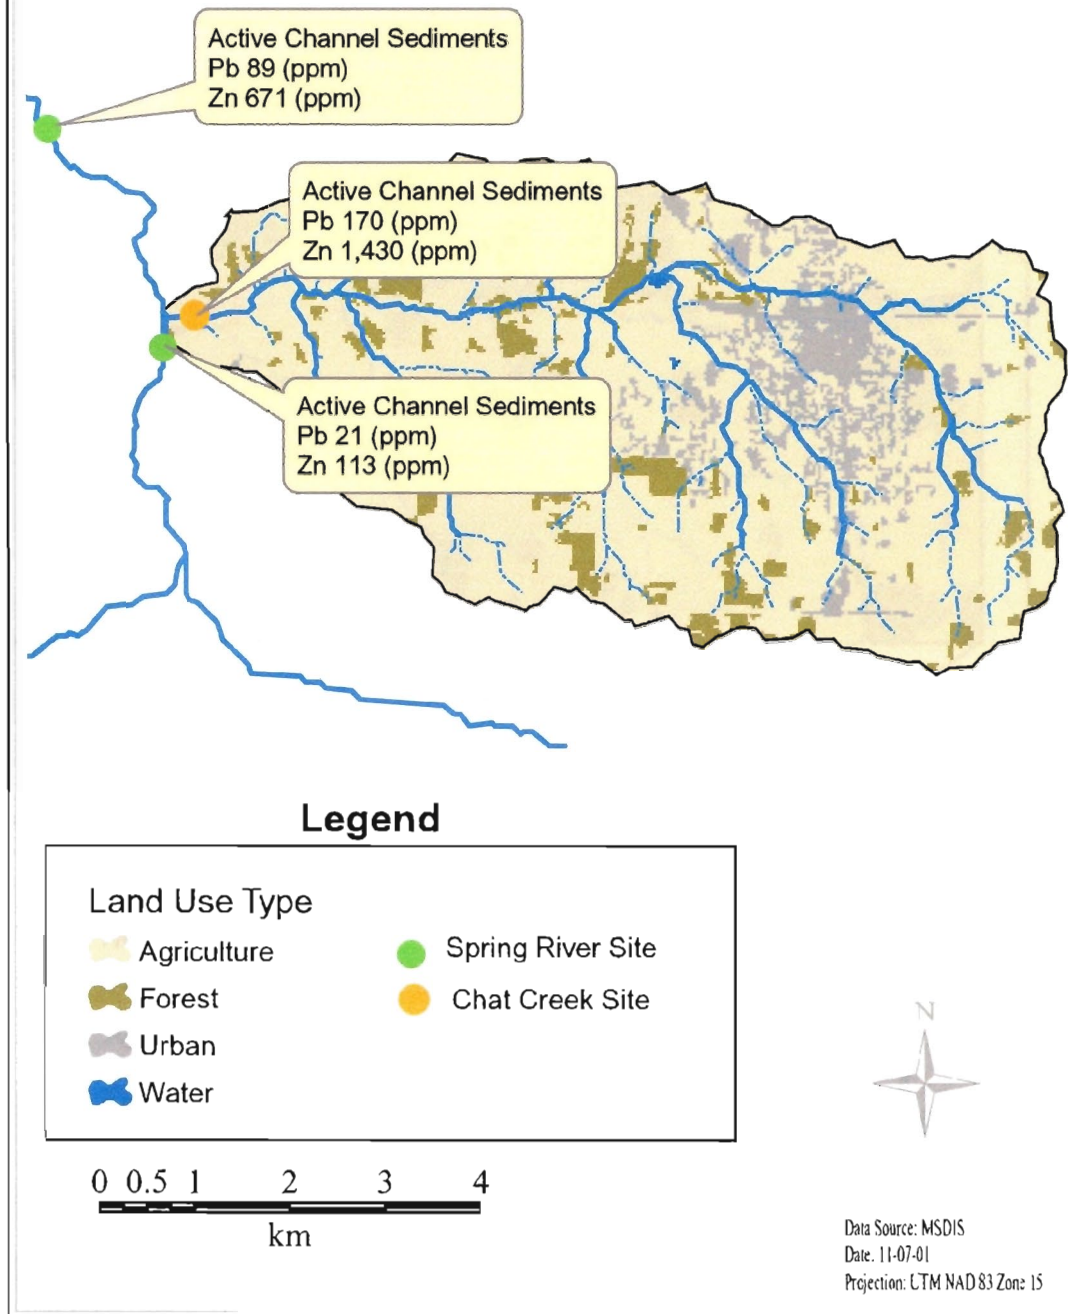 Active Channel Sediments
Pb 89 (ppm)
Zn 671 (ppm)
Active Channel Sediments
Pb 170 (ppm)
Zn 1,430 (ppm)
Active Channel Sediments
Pb 21 (ppm)
Zn 113 (ppm)
Legend
Land Use Type
Agriculture
Forest
Urban
Water
Spring River Site
Chat Creek Site
N
0 0.5 1 2 3 4
km
Data Source: MSDIS
Date. 11-07-01
Projection: UTM NAD 83 Zone 15